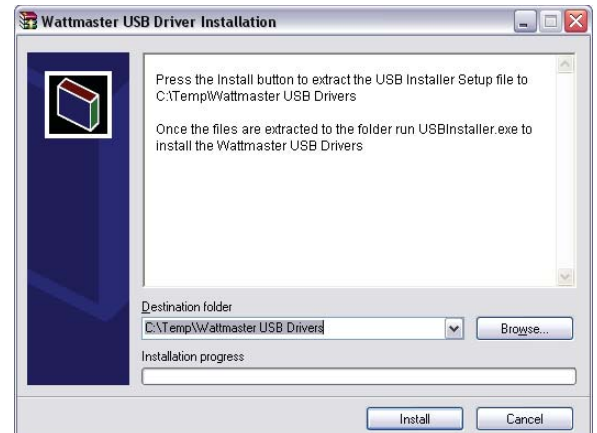 Wattmaster USB Driver Installation
Press the Install button to extract the USB Installer Setup file to
C:\Temp\Wattmaster USB Drivers
Once the files are extracted to the folder run USBInstaller.exe to
install the Wattmaster USB Drivers
Destination folder
C:\Temp\Wattmaster USB Drivers
Browse...
Installation progress
Install
Cancel